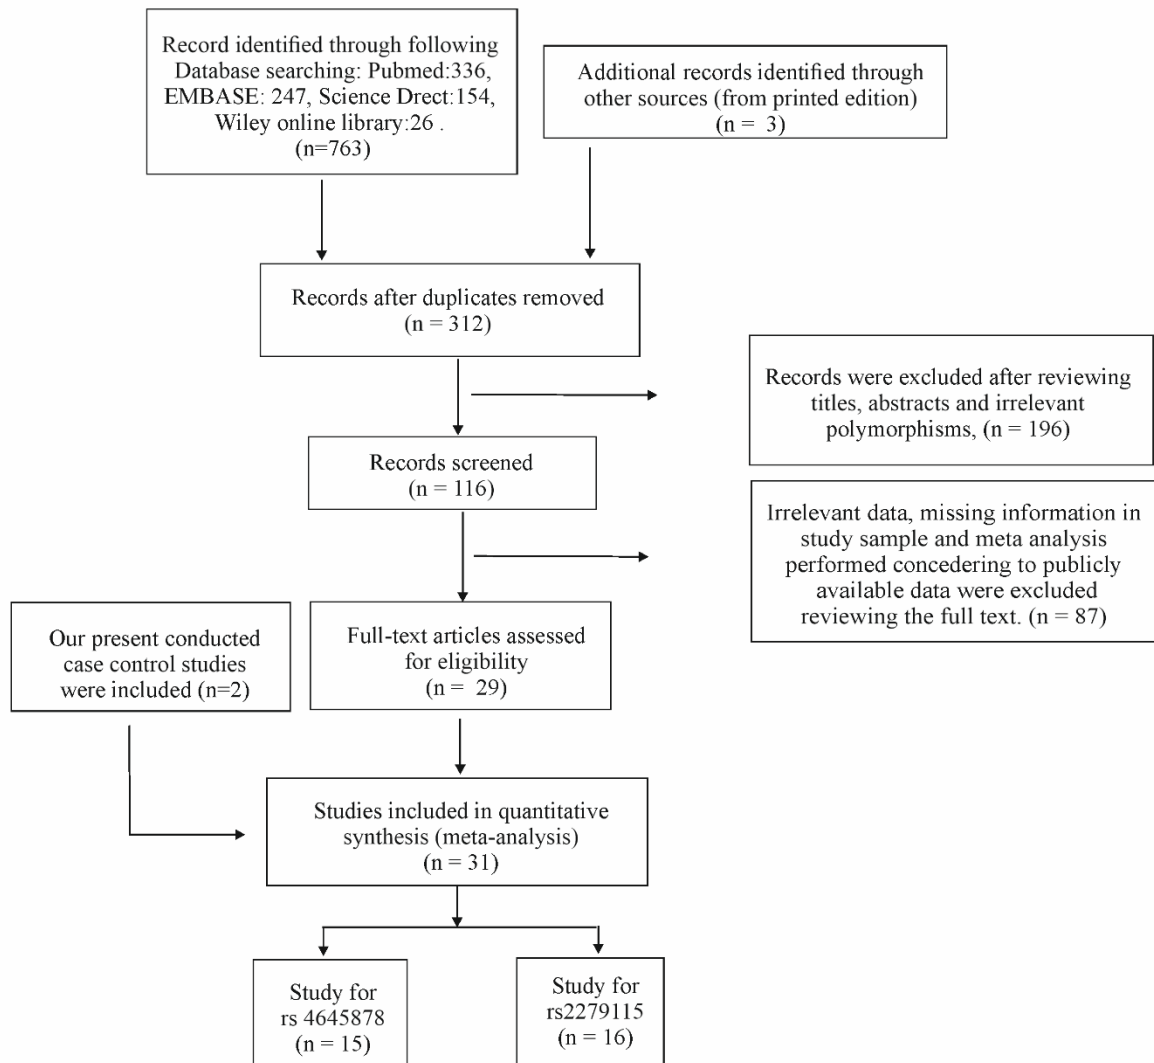 Record identified through following
Database searching: Pubmed:336,
EMBASE: 247, Science Drect:154,
Wiley online library:26 .
(n=763)
Additional records identified through
other sources (from printed edition)
(n = 3)
Records after duplicates removed
(n = 312)
Records were excluded after reviewing
titles, abstracts and irrelevant
polymorphisms, (n = 196)
Records screened
(n = 116)
Irrelevant data, missing information in
study sample and meta analysis
performed concedering to publicly
available data were excluded
reviewing the full text. (n = 87)
Our present conducted
case control studies
were included (n=2)
Full-text articles assessed
for eligibility
(n = 29)
Studies included in quantitative
synthesis (meta-analysis)
(n = 31)
Study for
rs 4645878
(n = 15)
Study for
rs2279115
(n = 16)